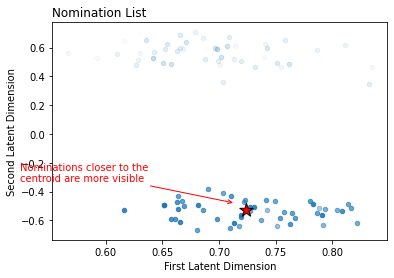 Nomination List
0.6
0.4
0.2
0.0
−0.2
−0.4
−0.6
Second Latent Dimension
Nominations closer to the
centroid are more visible
0.60
0.65
0.70
0.75
0.80
First Latent Dimension